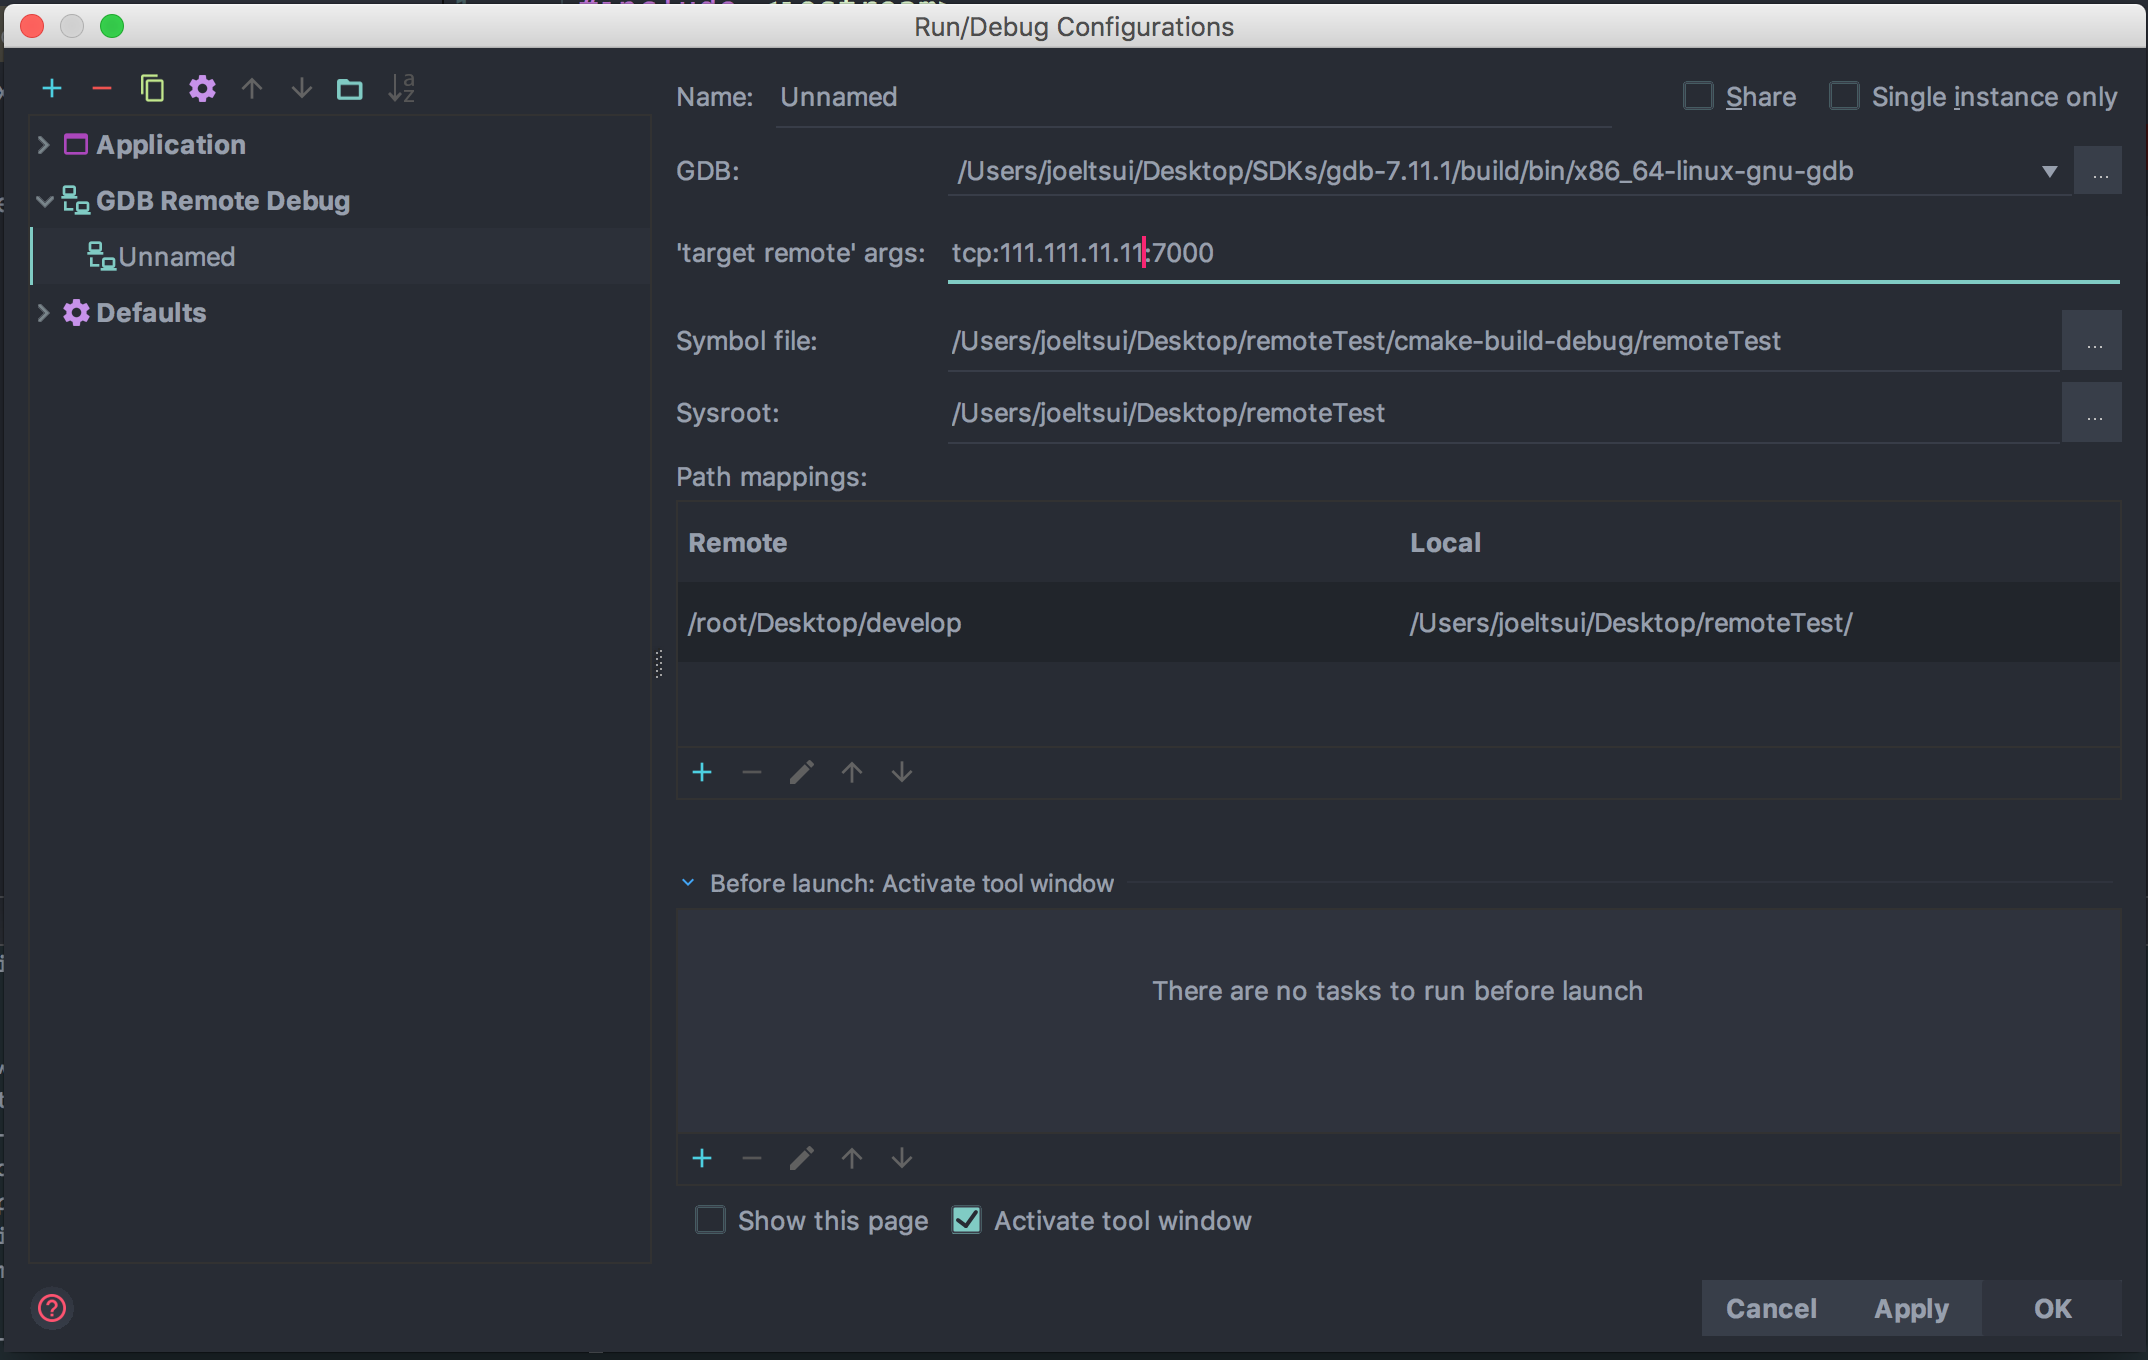 #include <iostream>
Run/Debug Configurations
Application
GDB Remote Debug
Unnamed
Defaults
Name: Unnamed
Share
Single instance only
GDB: /Users/joeltsui/Desktop/SDKs/gdb-7.11.1/build/bin/x86_64-linux-gnu-gdb ...
'target remote' args: tcp:111.111.11.11:7000
Symbol file: /Users/joeltsui/Desktop/remoteTest/cmake-build-debug/remoteTest ...
Sysroot: /Users/joeltsui/Desktop/remoteTest ...
Path mappings:
Remote Local
/root/Desktop/develop /Users/joeltsui/Desktop/remoteTest/
Before launch: Activate tool window
There are no tasks to run before launch
Show this page Activate tool window
?
Cancel Apply OK